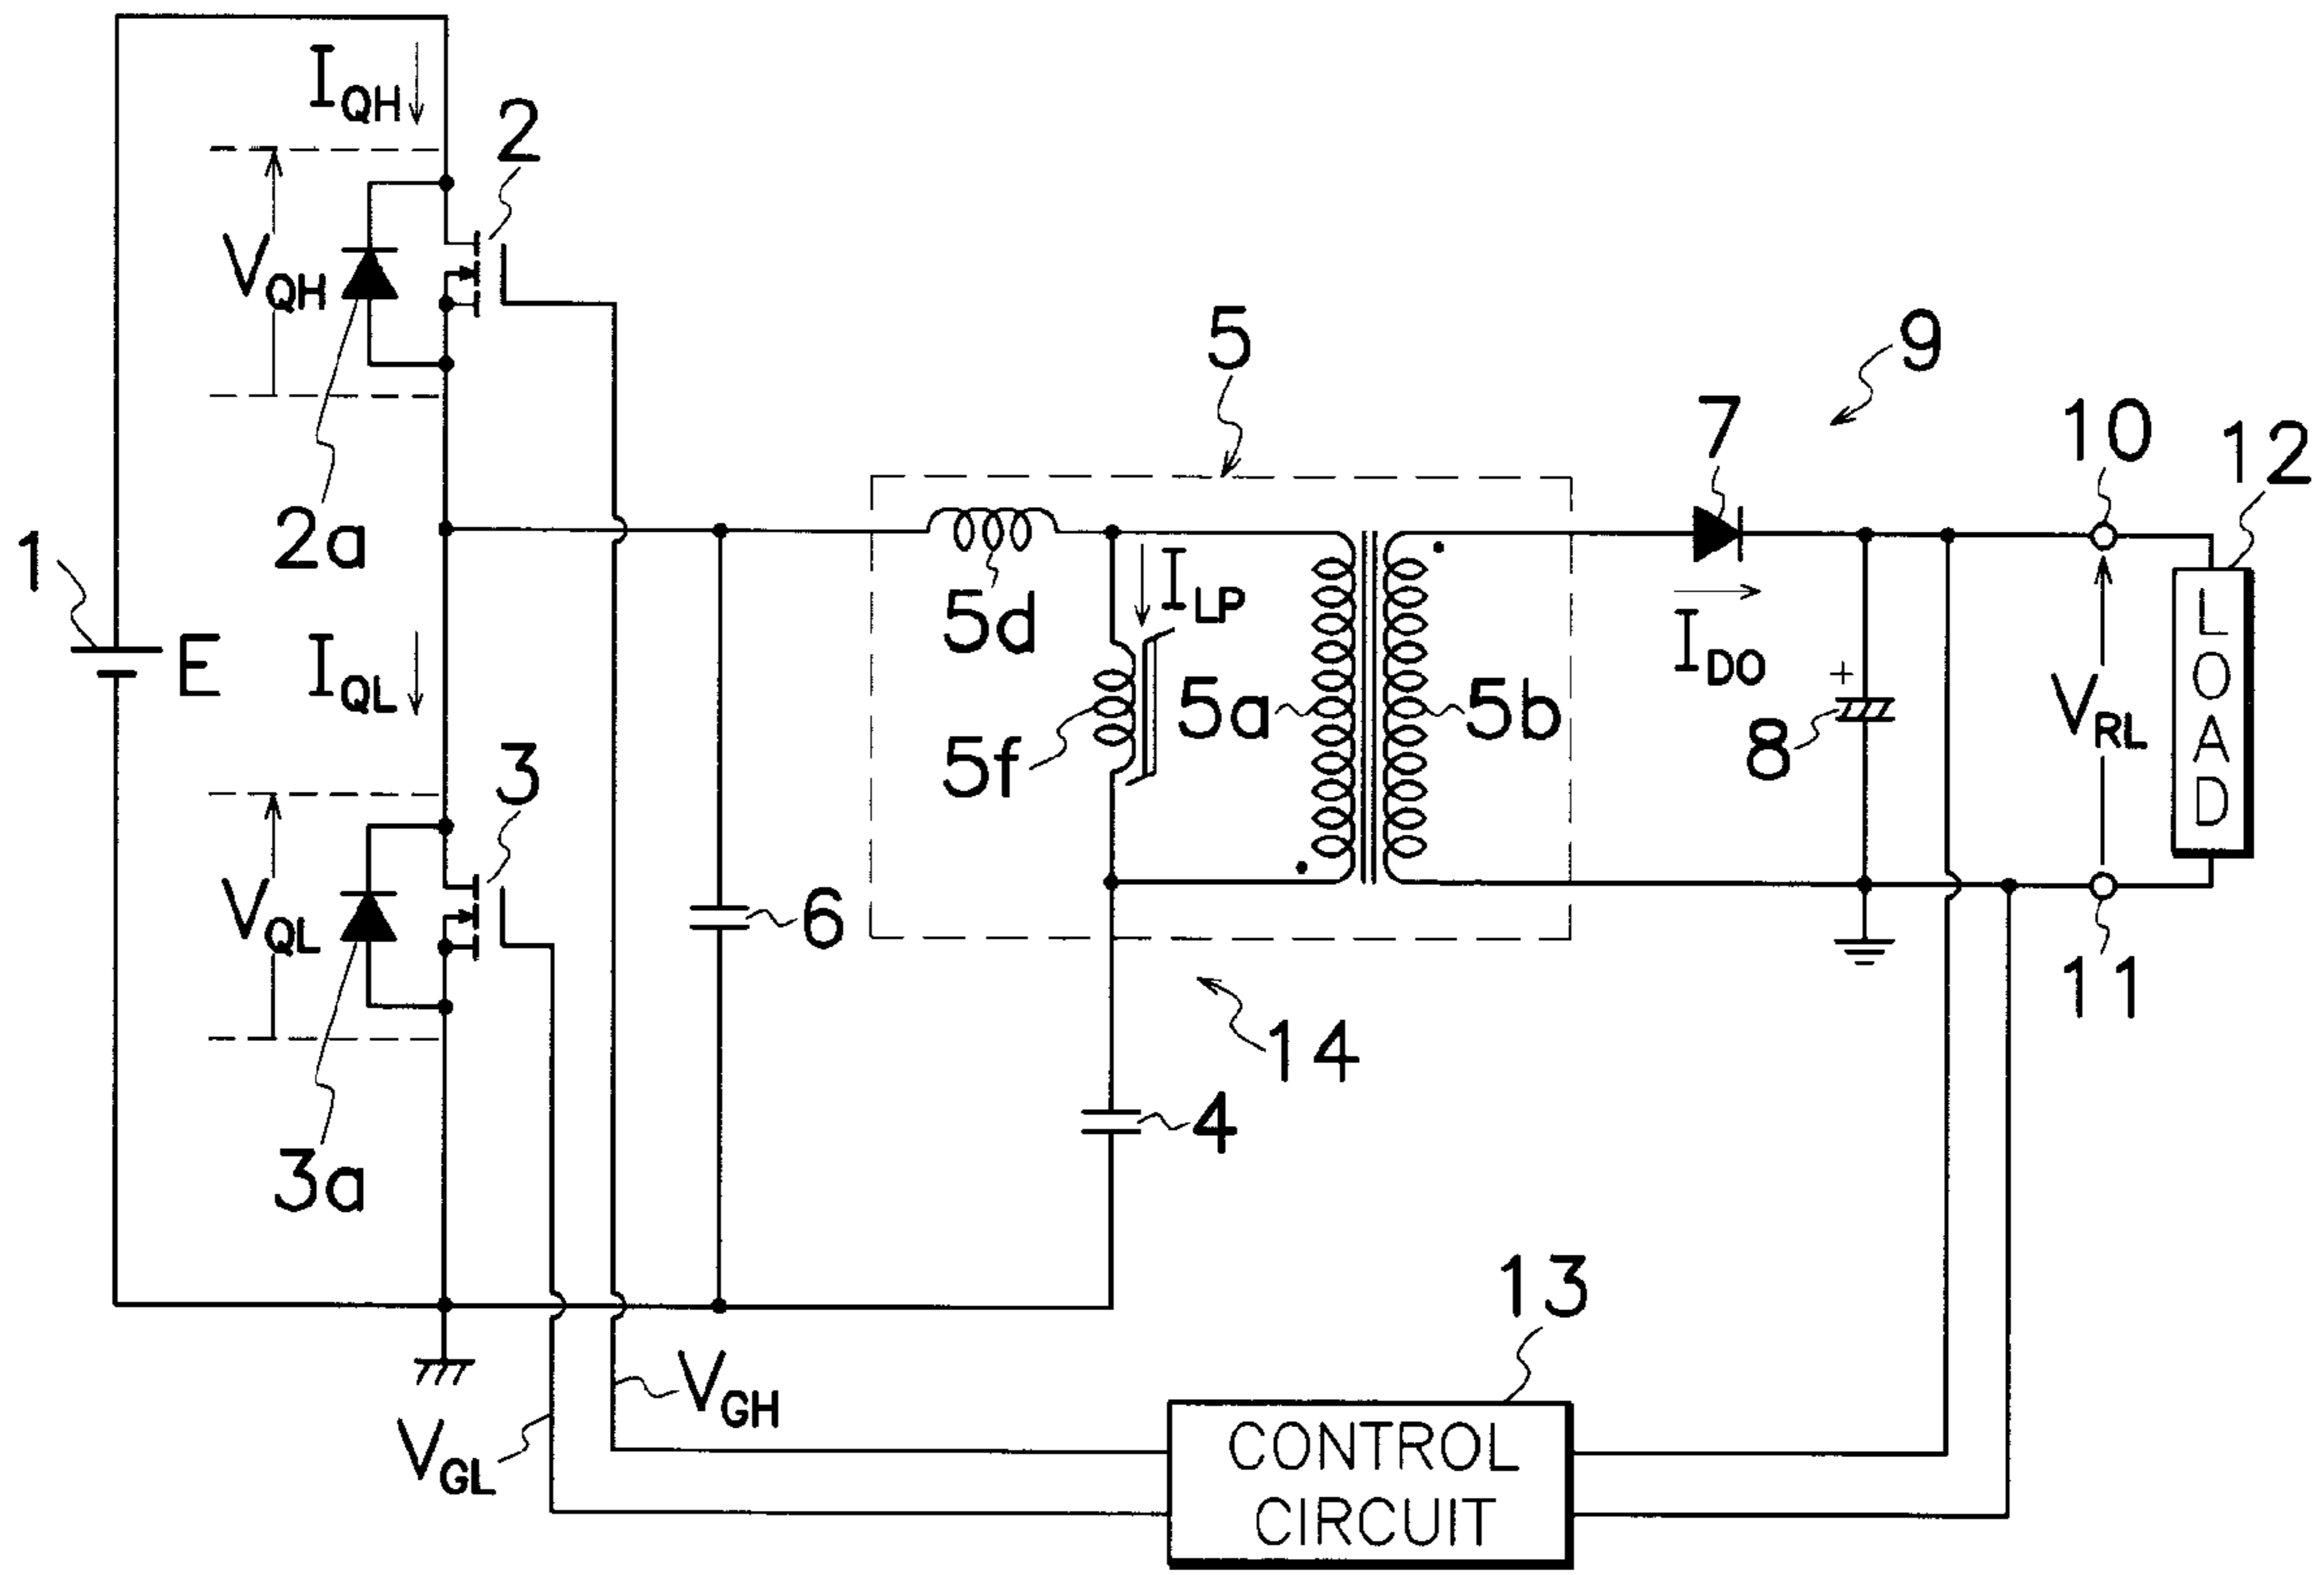 I_QH
2
V_QH
5
9
7
10
12
2a
1
E
I_QL
5d
I_LP
I_DO
LOAD
5a
5b
V_RL
5f
8
3
V_QL
6
11
14
4
3a
13
V_GH
V_GL
CONTROL
CIRCUIT
+